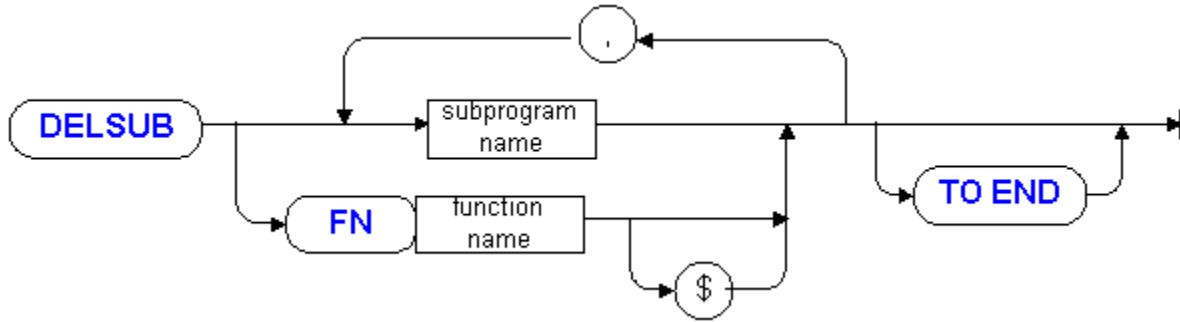 ,
DELSUB
subprogram
name
TO END
FN
function
name
$